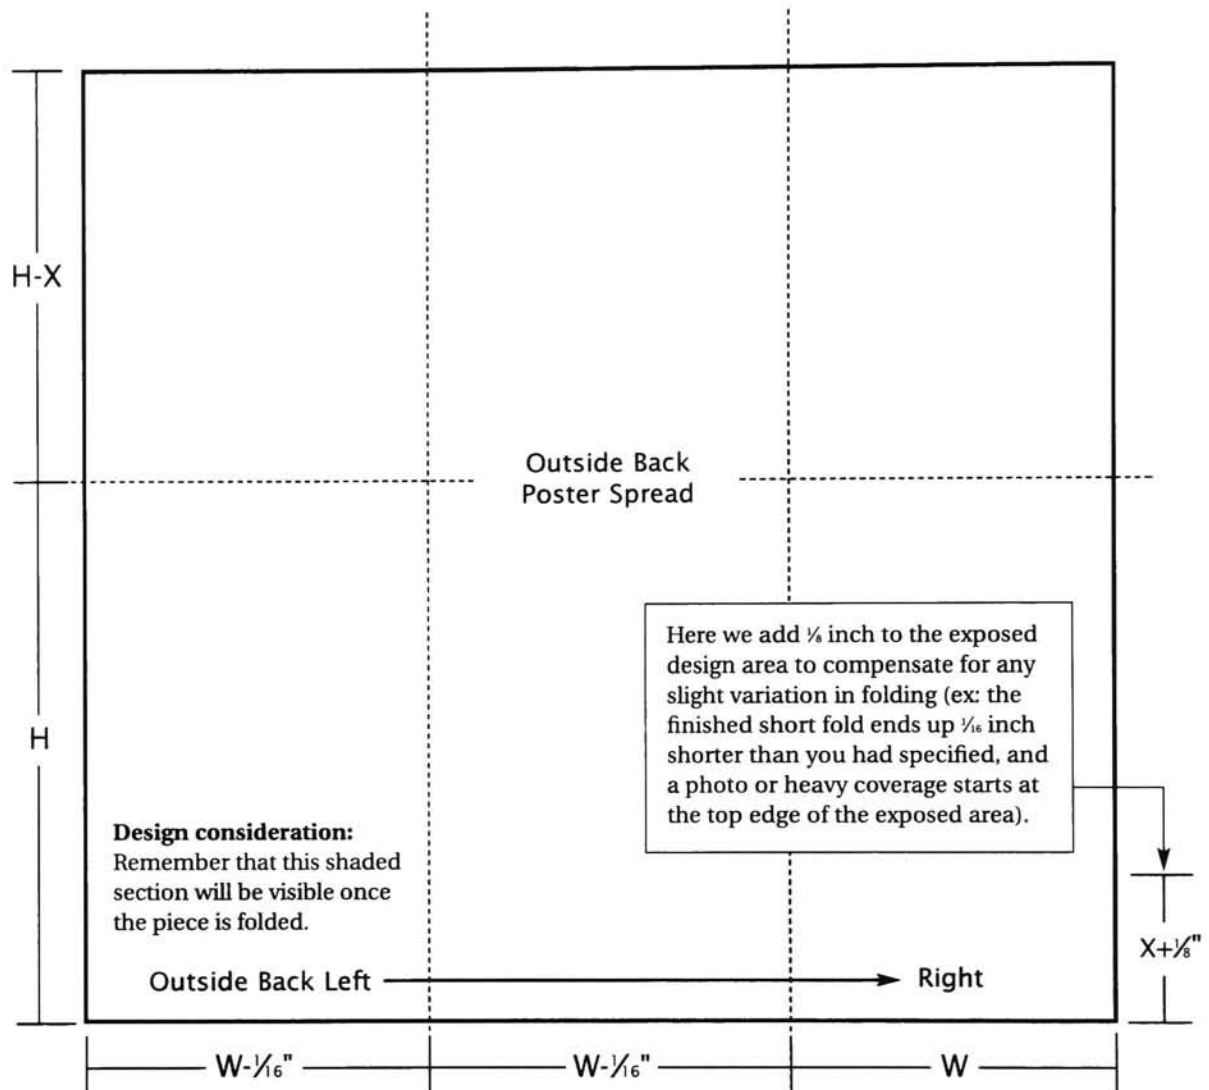 H-X
Outside Back
Poster Spread
Here we add ⅛ inch to the exposed
design area to compensate for any
slight variation in folding (ex: the
finished short fold ends up 1⁄16 inch
shorter than you had specified, and
a photo or heavy coverage starts at
the top edge of the exposed area).
H
Design consideration:
Remember that this shaded
section will be visible once
the piece is folded.
X+⅛"
Outside Back Left Right
W-1⁄16" W-1⁄16" W